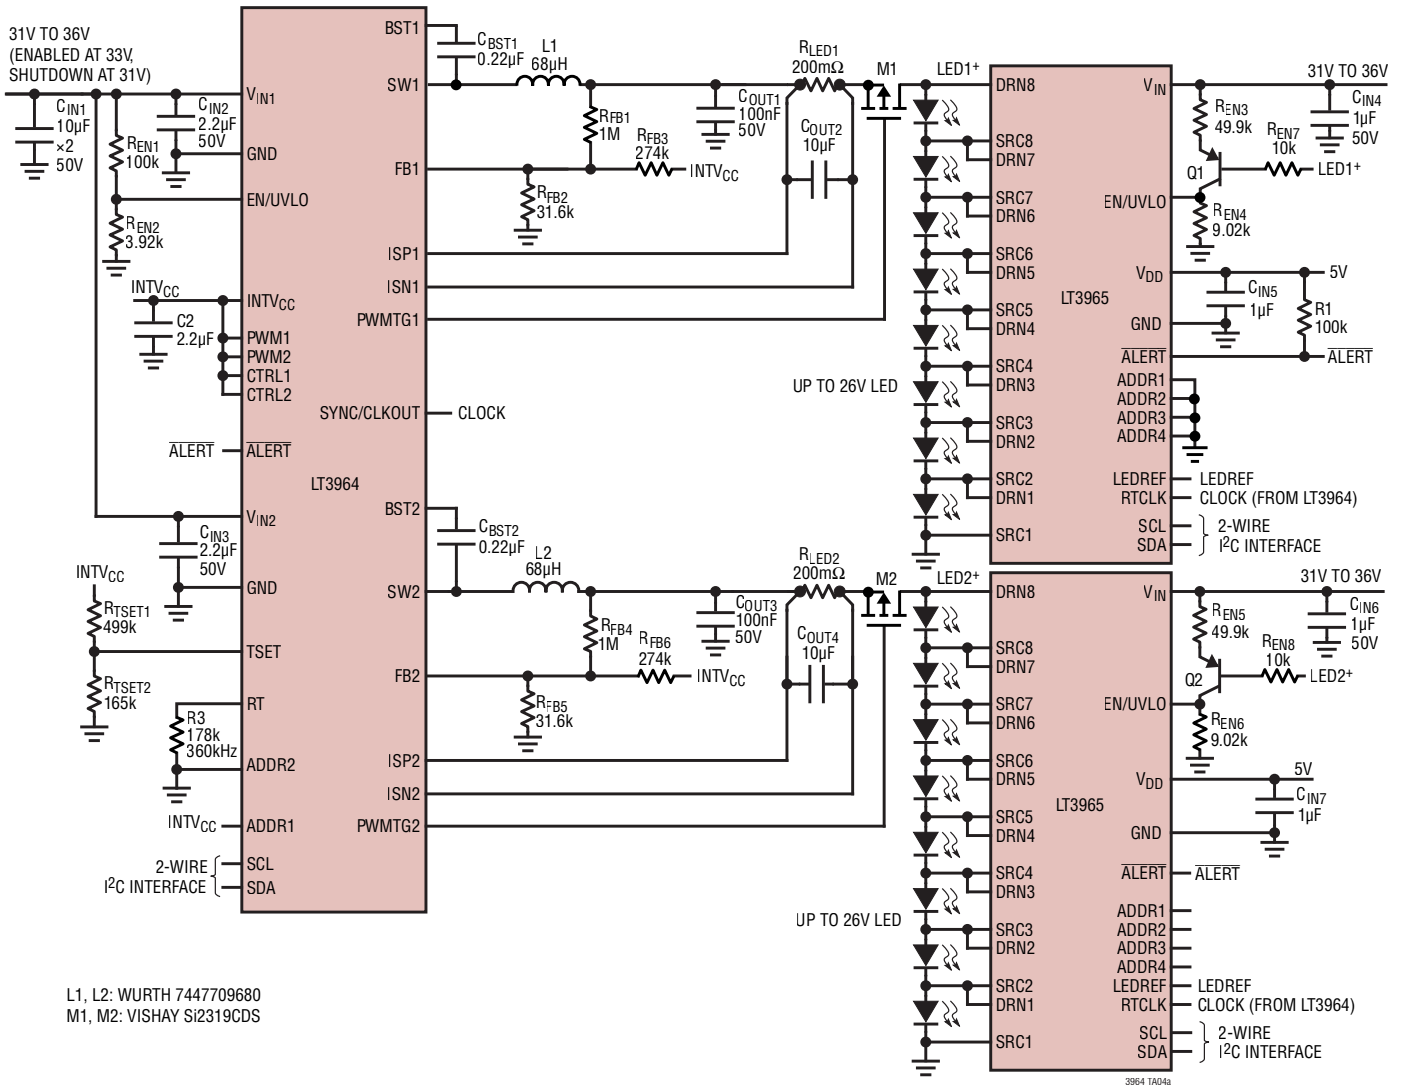 31V TO 36V
(ENABLED AT 33V,
SHUTDOWN AT 31V)
CIN1
10µF
×2
50V
REN1
100k
CIN2
2.2µF
50V
REN2
3.92k
INTVCC
C2
2.2µF
ALERT
CIN3
2.2µF
50V
INTVCC
RTSET1
499k
RTSET2
165k
R3
178k
360kHz
INTVCC
2-WIRE
I2C INTERFACE
VIN1
GND
EN/UVLO
INTVCC
PWM1
PWM2
CTRL1
CTRL2
ALERT
VIN2
GND
TSET
RT
ADDR2
ADDR1
SCL
SDA
LT3964
BST1
SW1
FB1
ISP1
ISN1
PWMTG1
SYNC/CLKOUT
CLOCK
BST2
SW2
FB2
ISP2
ISN2
PWMTG2
CBST1
0.22µF
L1
68µH
RFB1
1M
RFB3
274k
INTVCC
RFB2
31.6k
COUT1
100nF
50V
RLED1
200mΩ
COUT2
10µF
M1
LED1+
UP TO 26V LED
CBST2
0.22µF
L2
68µH
RFB4
1M
RFB6
274k
INTVCC
RFB5
31.6k
COUT3
100nF
50V
RLED2
200mΩ
COUT4
10µF
M2
LED2+
UP TO 26V LED
DRN8
SRC8
DRN7
SRC7
DRN6
SRC6
DRN5
SRC5
DRN4
SRC4
DRN3
SRC3
DRN2
SRC2
DRN1
SRC1
LT3965
VIN
EN/UVLO
VDD
GND
ALERT
ADDR1
ADDR2
ADDR3
ADDR4
LEDREF
RTCLK
SCL
SDA
31V TO 36V
REN3
49.9k
CIN4
1µF
50V
REN7
10k
Q1
LED1+
REN4
9.02k
5V
CIN5
1µF
R1
100k
ALERT
LEDREF
CLOCK (FROM LT3964)
2-WIRE
I2C INTERFACE
DRN8
SRC8
DRN7
SRC7
DRN6
SRC6
DRN5
SRC5
DRN4
SRC4
DRN3
SRC3
DRN2
SRC2
DRN1
SRC1
LT3965
VIN
EN/UVLO
VDD
GND
ALERT
ADDR1
ADDR2
ADDR3
ADDR4
LEDREF
RTCLK
SCL
SDA
31V TO 36V
REN5
49.9k
CIN6
1µF
50V
REN8
10k
Q2
LED2+
REN6
9.02k
5V
CIN7
1µF
ALERT
LEDREF
CLOCK (FROM LT3964)
2-WIRE
I2C INTERFACE
L1, L2: WURTH 7447709680
M1, M2: VISHAY Si2319CDS
3964 TA04a